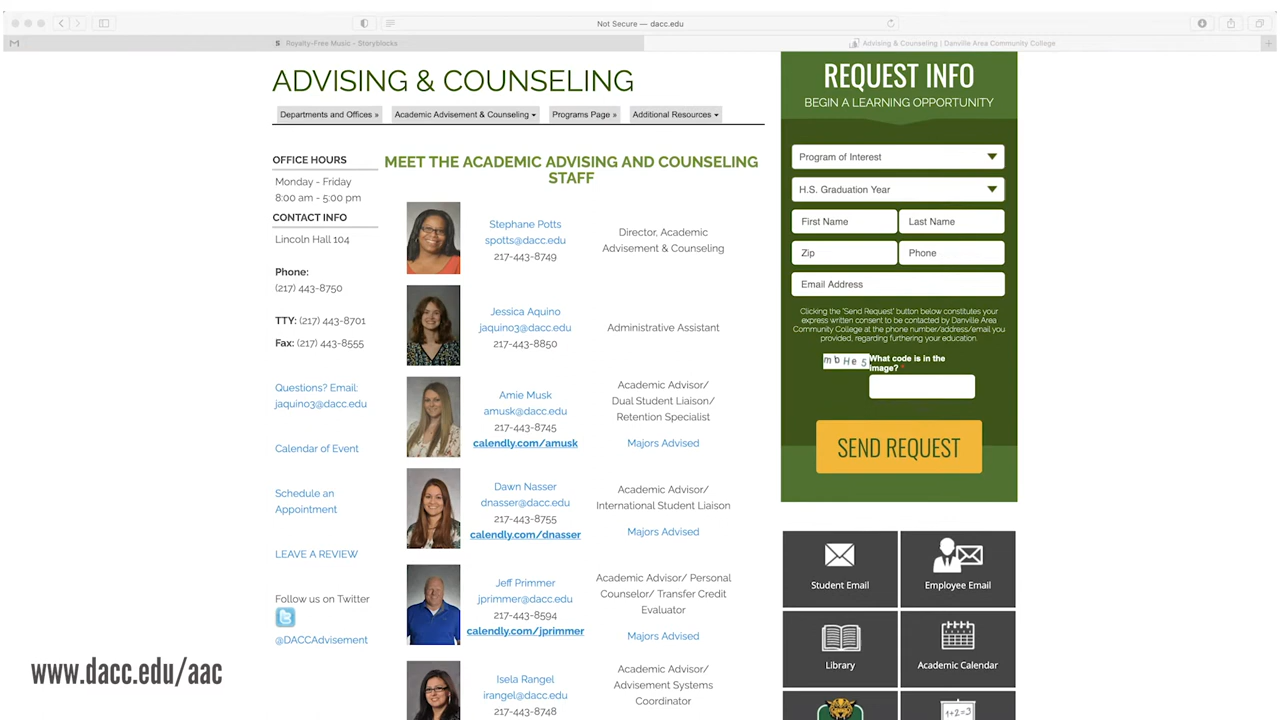 Not Secure — dacc.edu
Royalty-Free Music - Storyblocks
Advising & Counseling | Danville Area Community College
ADVISING & COUNSELING
Departments and Offices »
Academic Advisement & Counseling
Programs Page »
Additional Resources
OFFICE HOURS
Monday - Friday
8:00 am - 5:00 pm
CONTACT INFO
Lincoln Hall 104
Phone:
(217) 443-8750
TTY: (217) 443-8701
Fax: (217) 443-8555
Questions? Email:
jaquino3@dacc.edu
Calendar of Event
Schedule an
Appointment
LEAVE A REVIEW
Follow us on Twitter
@DACCAdvisement
MEET THE ACADEMIC ADVISING AND COUNSELING
STAFF
Stephane Potts
spotts@dacc.edu
217-443-8749
Director, Academic
Advisement & Counseling
Jessica Aquino
jaquino3@dacc.edu
217-443-8850
Administrative Assistant
Amie Musk
amusk@dacc.edu
217-443-8745
calendly.com/amusk
Academic Advisor/
Dual Student Liaison/
Retention Specialist
Majors Advised
Dawn Nasser
dnasser@dacc.edu
217-443-8755
calendly.com/dnasser
Academic Advisor/
International Student Liaison
Majors Advised
Jeff Primmer
jprimmer@dacc.edu
217-443-8594
calendly.com/jprimmer
Academic Advisor/ Personal
Counselor/ Transfer Credit
Evaluator
Majors Advised
Isela Rangel
irangel@dacc.edu
217-443-8748
Academic Advisor/
Advisement Systems
Coordinator
REQUEST INFO
BEGIN A LEARNING OPPORTUNITY
Program of Interest
H.S. Graduation Year
First Name
Last Name
Zip
Phone
Email Address
Clicking the 'Send Request' button below constitutes your
express written consent to be contacted by Danville Area
Community College at the phone number/address/email you
provided, regarding furthering your education.
mbHe5
What code is in the
image? *
SEND REQUEST
Student Email
Employee Email
Library
Academic Calendar
1+2=3
www.dacc.edu/aac